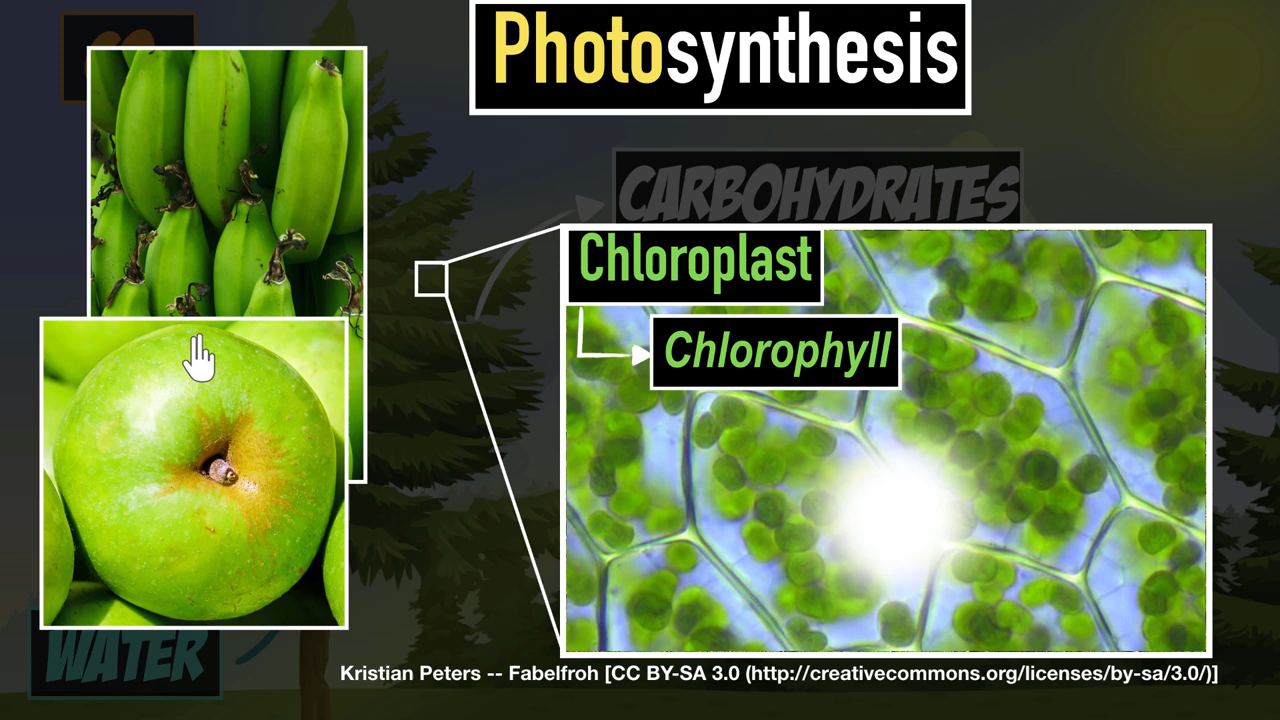 Photosynthesis
CARBOHYDRATES
Chloroplast
Chlorophyll
WATER
Kristian Peters -- Fabelfroh [CC BY-SA 3.0 (http://creativecommons.org/licenses/by-sa/3.0/)]